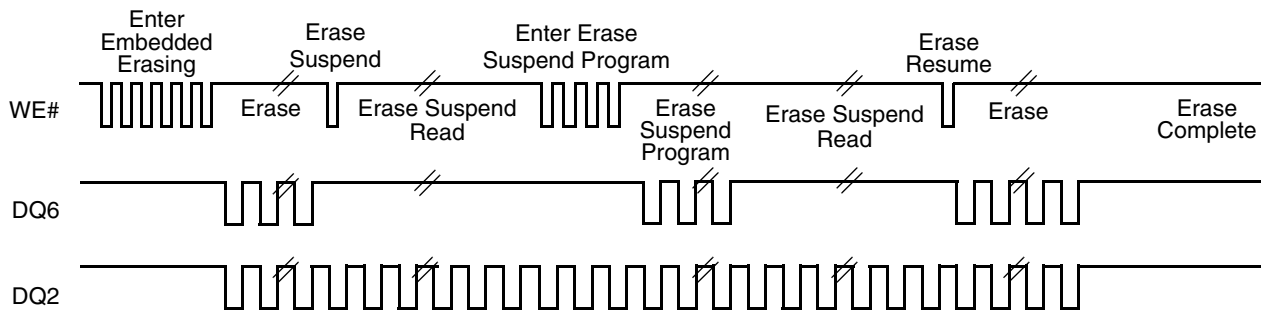 Enter
Embedded
Erasing
Erase
Suspend
Enter Erase
Suspend Program
Erase
Resume
WE#
Erase
Erase Suspend
Read
Erase
Suspend
Program
Erase Suspend
Read
Erase
Erase
Complete
DQ6
DQ2